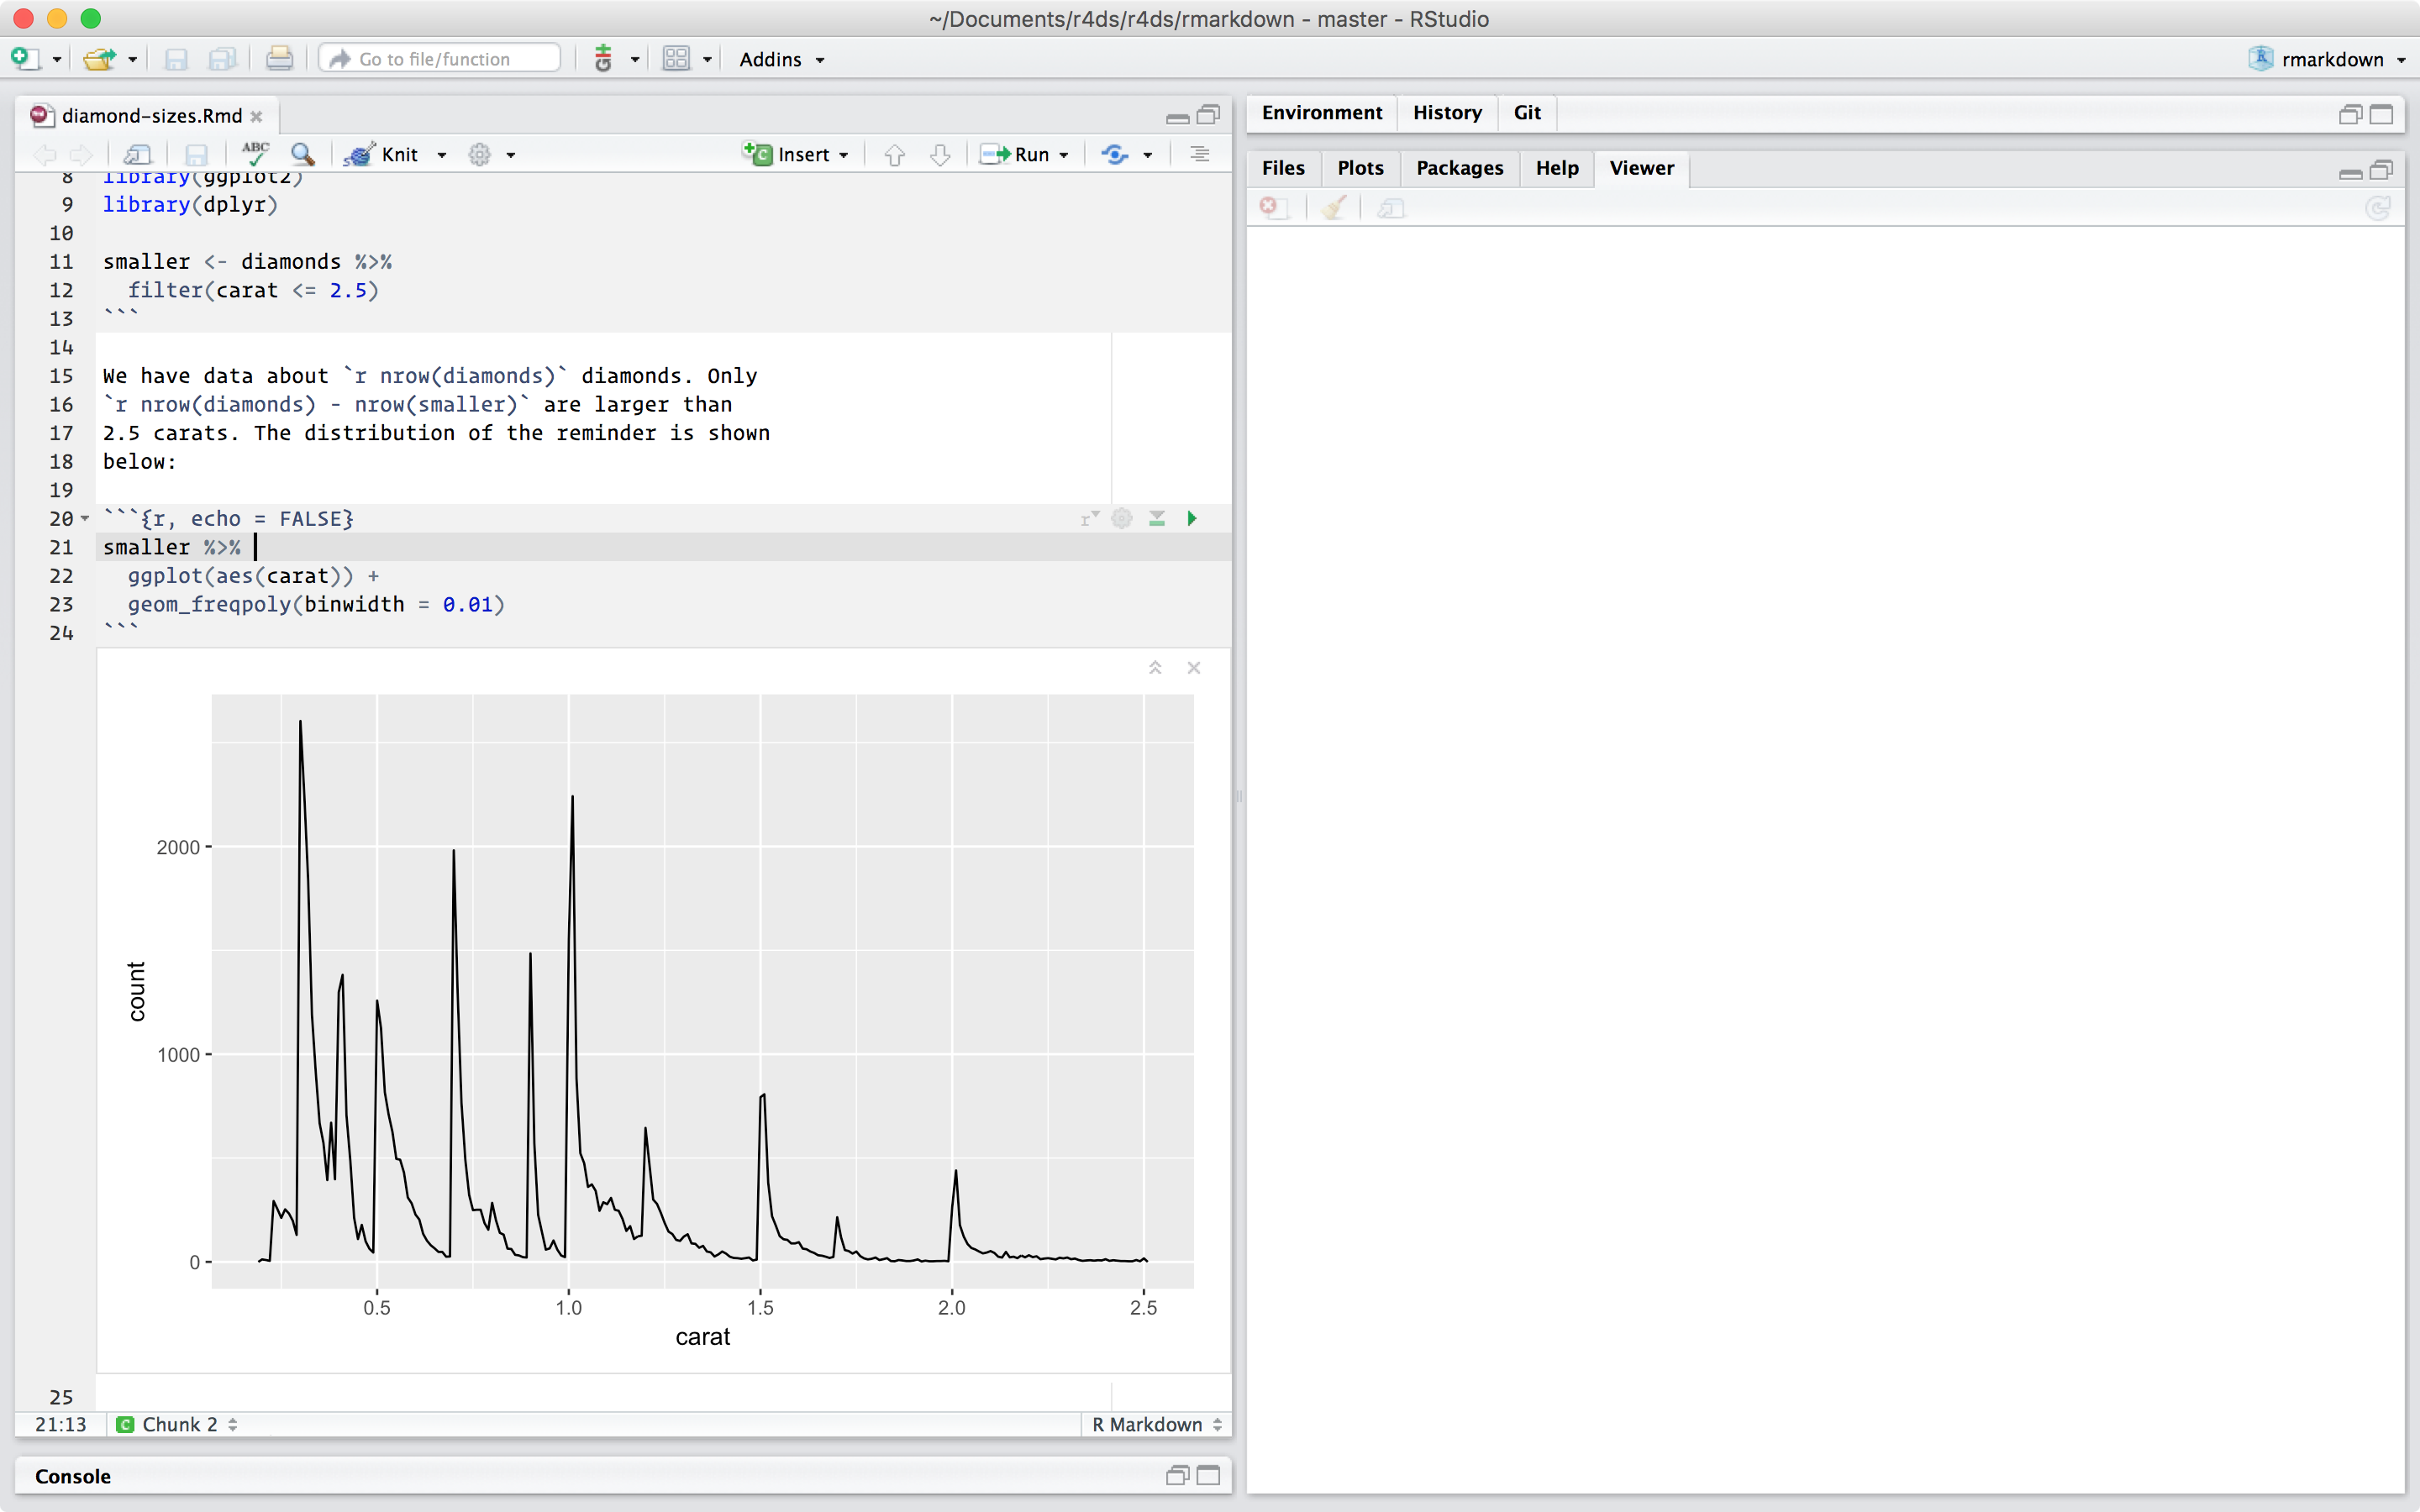 ~/Documents/r4ds/r4ds/rmarkdown - master - RStudio
Go to file/function
Addins
rmarkdown
diamond-sizes.Rmd
ABC
Knit
Insert
Run
8 library(ggplot2)
9 library(dplyr)
10
11 smaller <- diamonds %>%
12   filter(carat <= 2.5)
13 ```
14
15 We have data about `r nrow(diamonds)` diamonds. Only
16 `r nrow(diamonds) - nrow(smaller)` are larger than
17 2.5 carats. The distribution of the reminder is shown
18 below:
19
20 ```{r, echo = FALSE}
21 smaller %>%
22   ggplot(aes(carat)) +
23   geom_freqpoly(binwidth = 0.01)
24 ```
count
2000
1000
0
0.5 1.0 1.5 2.0 2.5
carat
25
21:13 C Chunk 2 R Markdown
Console
Environment History Git
Files Plots Packages Help Viewer